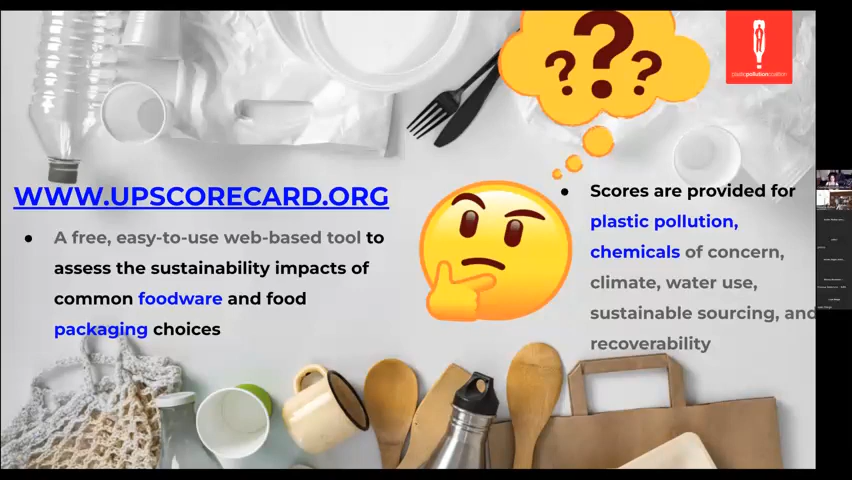 ???
plasticpollutioncoalition
WWW.UPSCORECARD.ORG
● A free, easy-to-use web-based tool to
assess the sustainability impacts of
common foodware and food
packaging choices
● Scores are provided for
plastic pollution,
chemicals of concern,
climate, water use,
sustainable sourcing, and
recoverability